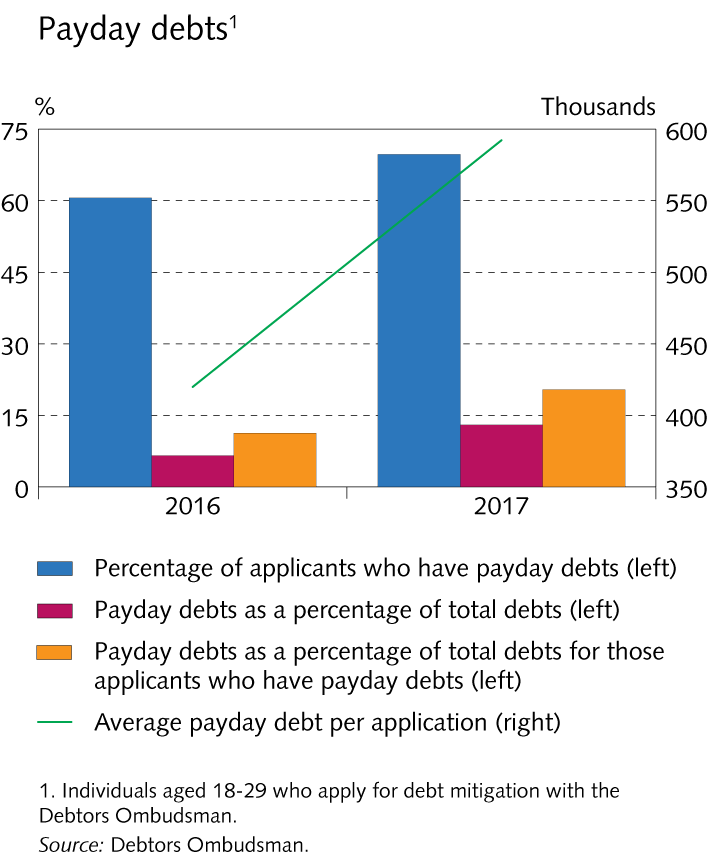 Payday debts¹
% Thousands
75 600
60 550
45 500
30 450
15 400
0 350
2016 2017
Percentage of applicants who have payday debts (left)
Payday debts as a percentage of total debts (left)
Payday debts as a percentage of total debts for those
applicants who have payday debts (left)
Average payday debt per application (right)
1. Individuals aged 18-29 who apply for debt mitigation with the
Debtors Ombudsman.
Source: Debtors Ombudsman.